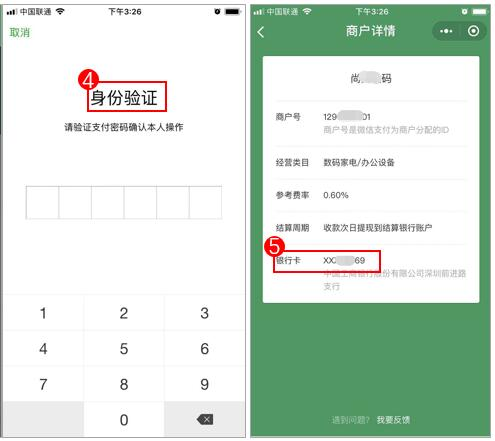 中国联通
下午3:26
取消
4
身份验证
请验证支付密码确认本人操作
1 2 3
4 5 6
7 8 9
0
中国联通
下午3:26
商户详情
尚 码
商户号 129 01
商户号是微信支付为商户分配的ID
经营类目 数码家电/办公设备
参考费率 0.60%
结算周期 收款次日提现到结算银行账户
5
银行卡 XX 69
中国工商银行股份有限公司深圳前进路
支行
遇到问题? 我要反馈